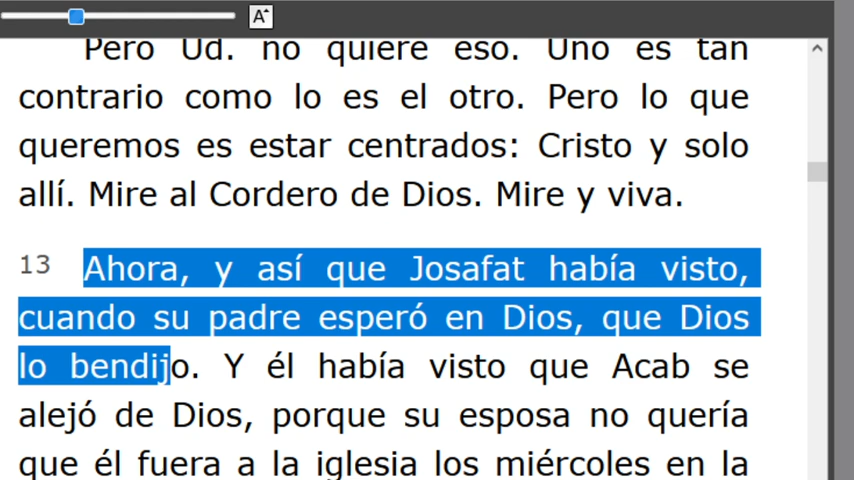 A
Pero Ud. no quiere eso. Uno es tan
contrario como lo es el otro. Pero lo que
queremos es estar centrados: Cristo y solo
allí. Mire al Cordero de Dios. Mire y viva.
13 Ahora, y así que Josafat había visto,
cuando su padre esperó en Dios, que Dios
lo bendijo. Y él había visto que Acab se
alejó de Dios, porque su esposa no quería
que él fuera a la iglesia los miércoles en la